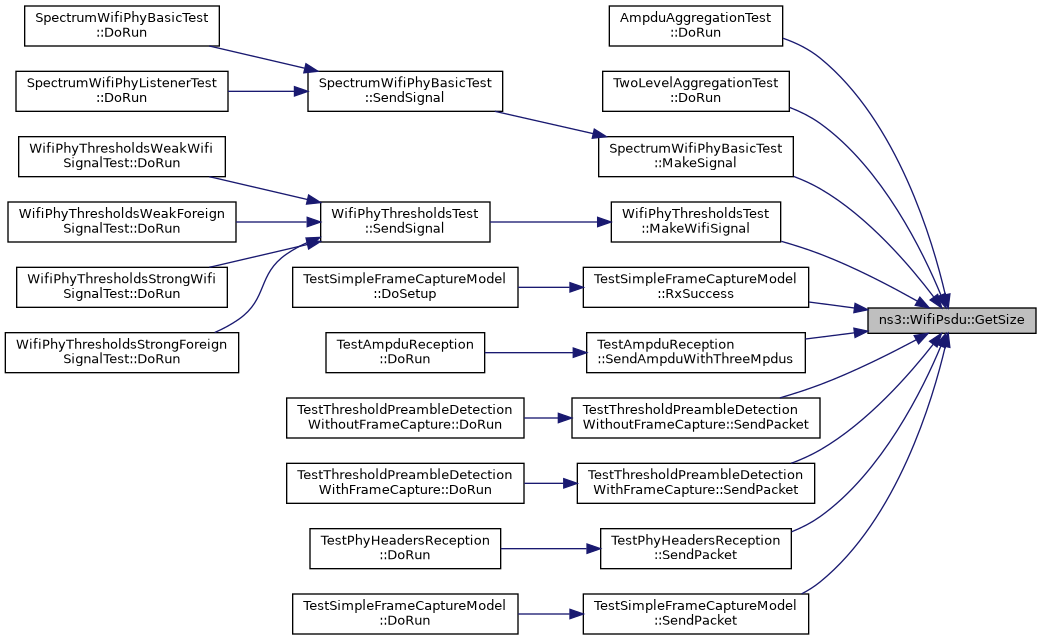 SpectrumWifiPhyBasicTest
::DoRun
AmpduAggregationTest
::DoRun
SpectrumWifiPhyListenerTest
::DoRun
SpectrumWifiPhyBasicTest
::SendSignal
TwoLevelAggregationTest
::DoRun
WifiPhyThresholdsWeakWifi
SignalTest::DoRun
SpectrumWifiPhyBasicTest
::MakeSignal
WifiPhyThresholdsWeakForeign
SignalTest::DoRun
WifiPhyThresholdsTest
::SendSignal
WifiPhyThresholdsTest
::MakeWifiSignal
WifiPhyThresholdsStrongWifi
SignalTest::DoRun
TestSimpleFrameCaptureModel
::DoSetup
TestSimpleFrameCaptureModel
::RxSuccess
ns3::WifiPsdu::GetSize
WifiPhyThresholdsStrongForeign
SignalTest::DoRun
TestAmpduReception
::DoRun
TestAmpduReception
::SendAmpduWithThreeMpdus
TestThresholdPreambleDetection
WithoutFrameCapture::DoRun
TestThresholdPreambleDetection
WithoutFrameCapture::SendPacket
TestThresholdPreambleDetection
WithFrameCapture::DoRun
TestThresholdPreambleDetection
WithFrameCapture::SendPacket
TestPhyHeadersReception
::DoRun
TestPhyHeadersReception
::SendPacket
TestSimpleFrameCaptureModel
::DoRun
TestSimpleFrameCaptureModel
::SendPacket